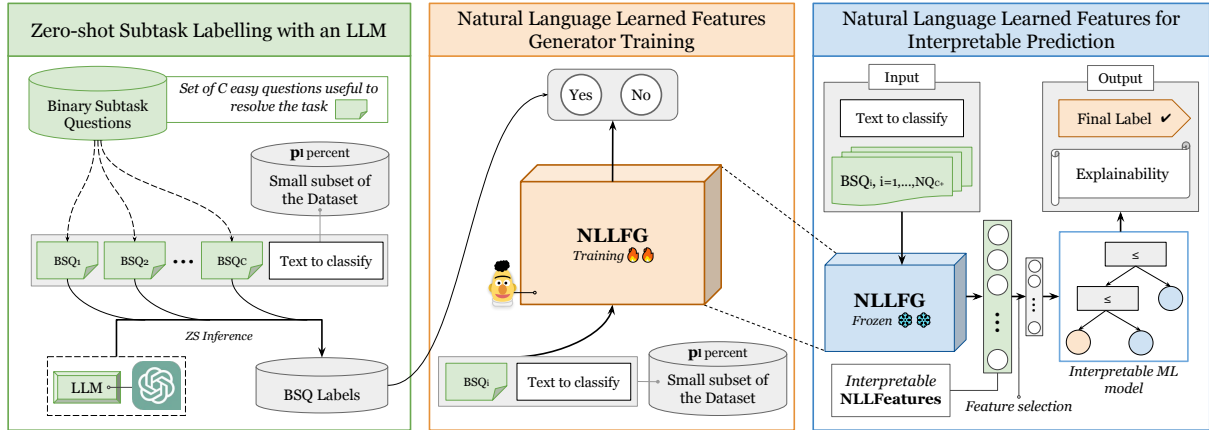 Zero-shot Subtask Labelling with an LLM
Binary Subtask
Questions
Set of C easy questions useful to
resolve the task
pl percent
Small subset of
the Dataset
BSQ1
BSQ2
•••
BSQC
Text to classify
ZS Inference
LLM
BSQ Labels
Natural Language Learned Features
Generator Training
Yes
No
NLLFG
Training
BSQi
Text to classify
pl percent
Small subset of
the Dataset
Natural Language Learned Features for
Interpretable Prediction
Input
Text to classify
BSQi, i=1,...,NQC+
Output
Final Label ✔
Explainability
NLLFG
Frozen
≤
≤
Interpretable
NLLFeatures
Feature selection
Interpretable ML
model